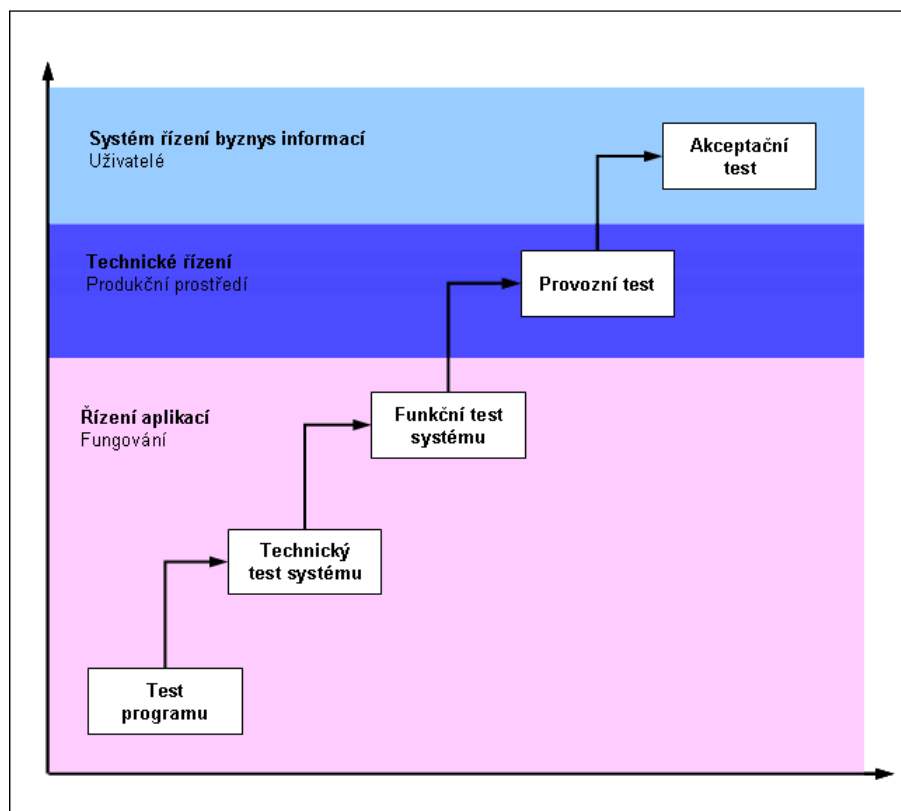 Systém řízení byznys informací
Uživatelé
Akceptační
test
Technické řízení
Produkční prostředí
Provozní test
Řízení aplikací
Fungování
Funkční test
systému
Technický
test systému
Test
programu